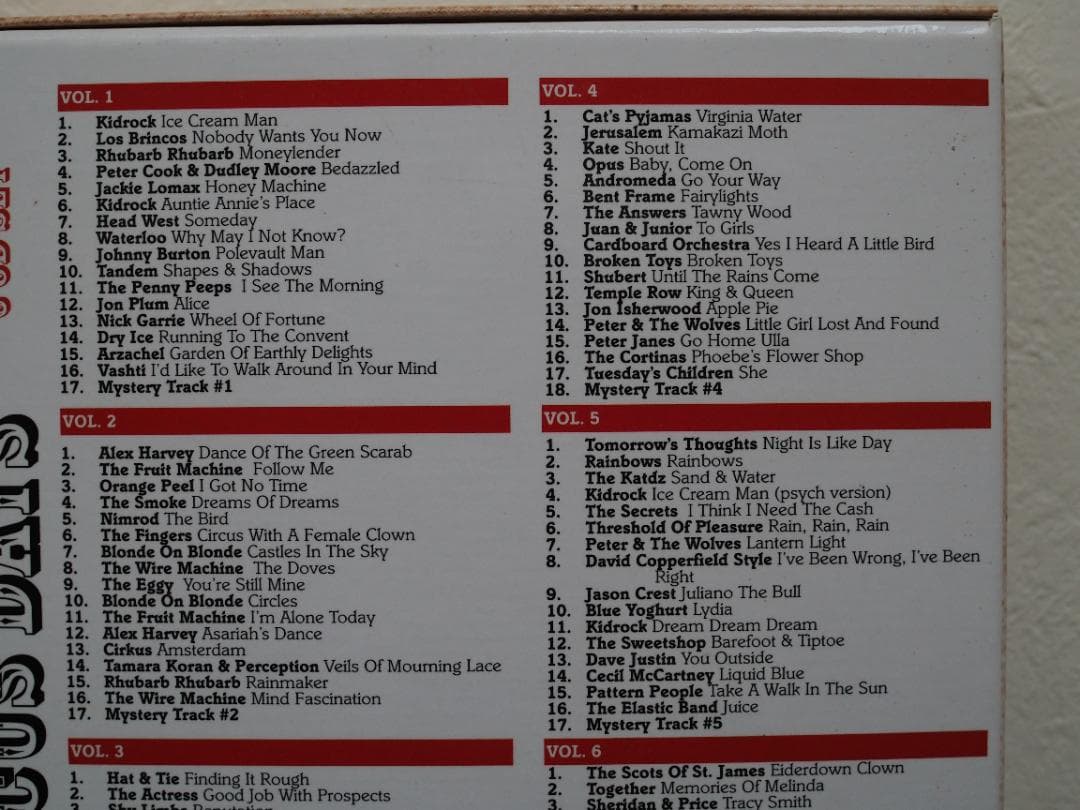 VOL. 1
1. Kidrock Ice Cream Man
2. Los Brincos Nobody Wants You Now
3. Rhubarb Rhubarb Moneylender
4. Peter Cook & Dudley Moore Bedazzled
5. Jackie Lomax Honey Machine
6. Kidrock Auntie Annie's Place
7. Head West Someday
8. Waterloo Why May I Not Know?
9. Johnny Burton Polevault Man
10. Tandem Shapes & Shadows
11. The Penny Peeps I See The Morning
12. Jon Plum Alice
13. Nick Garrie Wheel Of Fortune
14. Dry Ice Running To The Convent
15. Arzachel Garden Of Earthly Delights
16. Vashti I'd Like To Walk Around In Your Mind
17. Mystery Track #1
VOL. 2
1. Alex Harvey Dance Of The Green Scarab
2. The Fruit Machine Follow Me
3. Orange Peel I Got No Time
4. The Smoke Dreams Of Dreams
5. Nimrod The Bird
6. The Fingers Circus With A Female Clown
7. Blonde On Blonde Castles In The Sky
8. The Wire Machine The Doves
9. The Eggy You're Still Mine
10. Blonde On Blonde Circles
11. The Fruit Machine I'm Alone Today
12. Alex Harvey Asariah's Dance
13. Cirkus Amsterdam
14. Tamara Koran & Perception Veils Of Mourning Lace
15. Rhubarb Rhubarb Rainmaker
16. The Wire Machine Mind Fascination
17. Mystery Track #2
VOL. 3
1. Hat & Tie Finding It Rough
2. The Actress Good Job With Prospects
3. Shy Limbs Reputation
VOL. 4
1. Cat's Pyjamas Virginia Water
2. Jerusalem Kamakazi Moth
3. Kate Shout It
4. Opus Baby, Come On
5. Andromeda Go Your Way
6. Bent Frame Fairylights
7. The Answers Tawny Wood
8. Juan & Junior To Girls
9. Cardboard Orchestra Yes I Heard A Little Bird
10. Broken Toys Broken Toys
11. Shubert Until The Rains Come
12. Temple Row King & Queen
13. Jon Isherwood Apple Pie
14. Peter & The Wolves Little Girl Lost And Found
15. Peter Janes Go Home Ulla
16. The Cortinas Phoebe's Flower Shop
17. Tuesday's Children She
18. Mystery Track #4
VOL. 5
1. Tomorrow's Thoughts Night Is Like Day
2. Rainbows Rainbows
3. The Katdz Sand & Water
4. Kidrock Ice Cream Man (psych version)
5. The Secrets I Think I Need The Cash
6. Threshold Of Pleasure Rain, Rain, Rain
7. Peter & The Wolves Lantern Light
8. David Copperfield Style I've Been Wrong, I've Been
Right
9. Jason Crest Juliano The Bull
10. Blue Yoghurt Lydia
11. Kidrock Dream Dream Dream
12. The Sweetshop Barefoot & Tiptoe
13. Dave Justin You Outside
14. Cecil McCartney Liquid Blue
15. Pattern People Take A Walk In The Sun
16. The Elastic Band Juice
17. Mystery Track #5
VOL. 6
1. The Scots Of St. James Eiderdown Clown
2. Together Memories Of Melinda
3. Sheridan & Price Tracy Smith